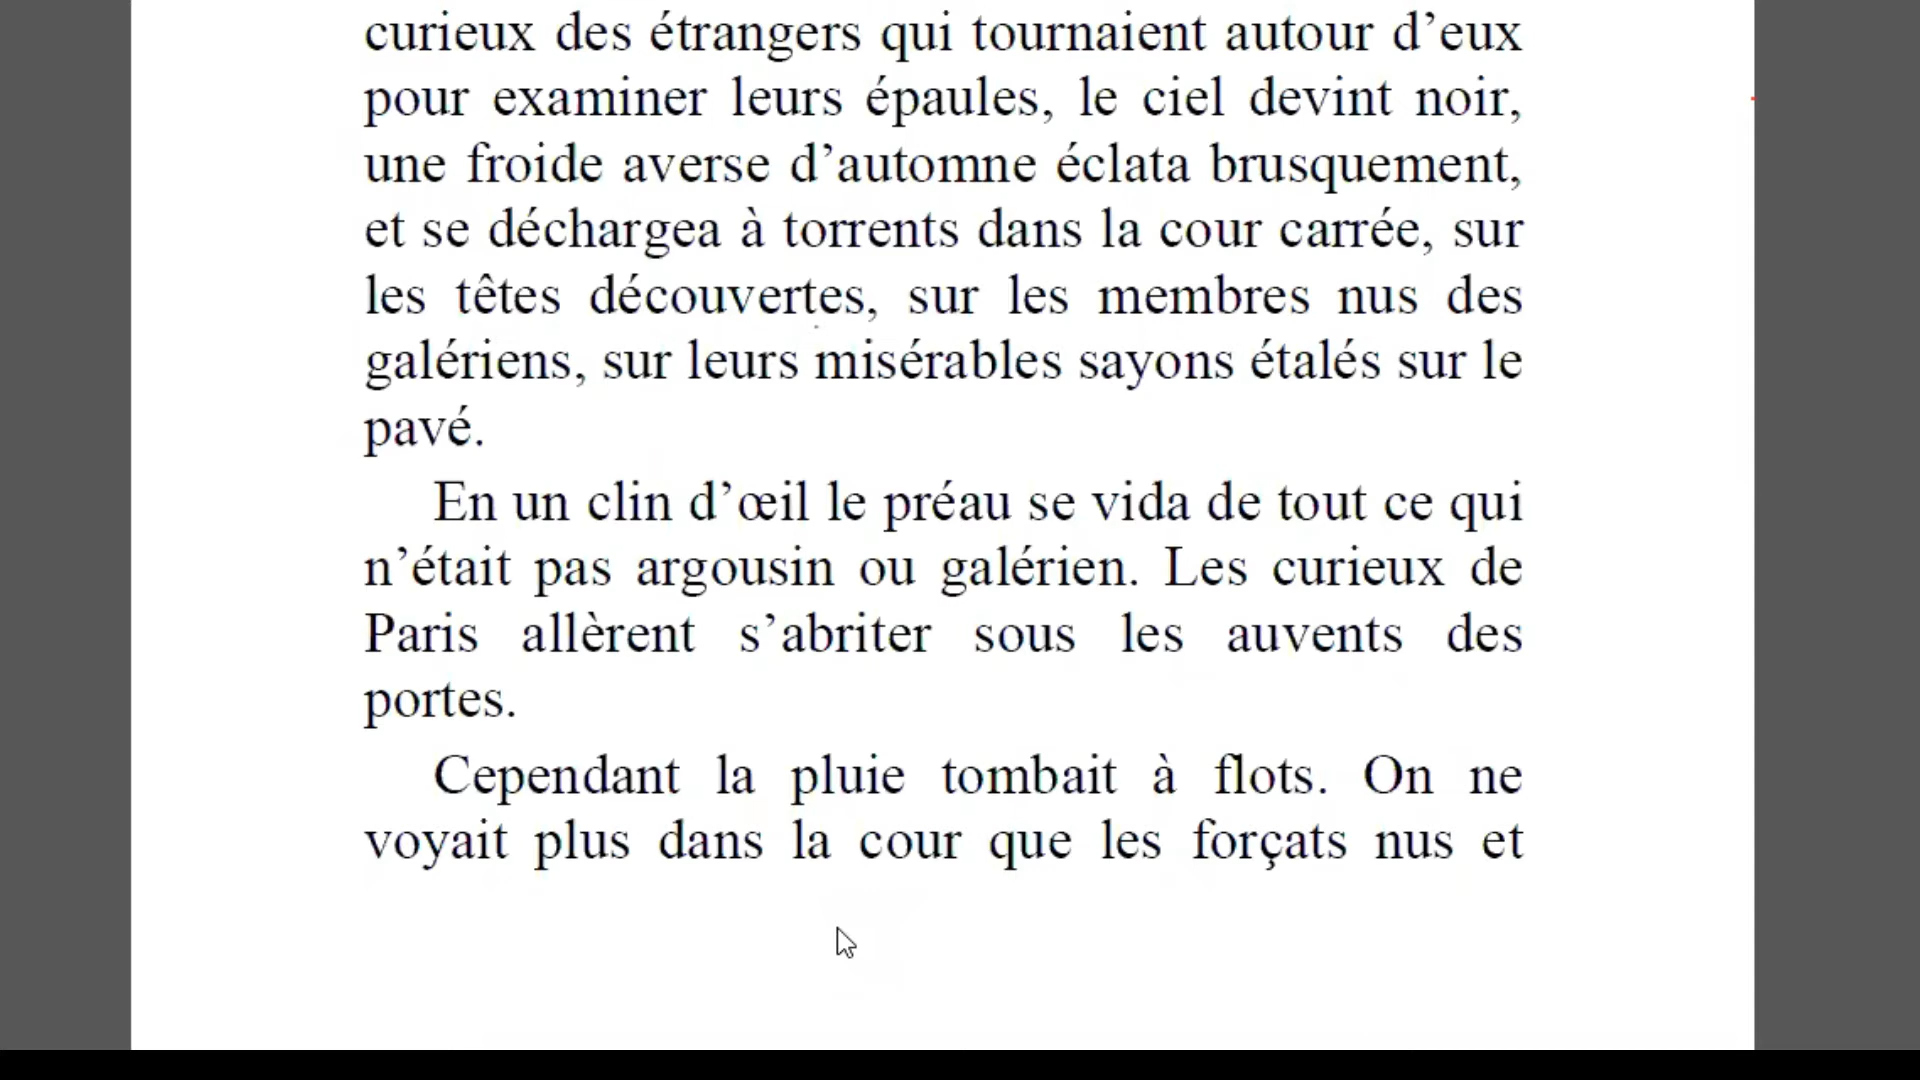 curieux des étrangers qui tournaient autour d’eux
pour examiner leurs épaules, le ciel devint noir,
une froide averse d’automne éclata brusquement,
et se déchargea à torrents dans la cour carrée, sur
les têtes découvertes, sur les membres nus des
galériens, sur leurs misérables sayons étalés sur le
pavé.
En un clin d’œil le préau se vida de tout ce qui
n’était pas argousin ou galérien. Les curieux de
Paris allèrent s’abriter sous les auvents des
portes.
Cependant la pluie tombait à flots. On ne
voyait plus dans la cour que les forçats nus et